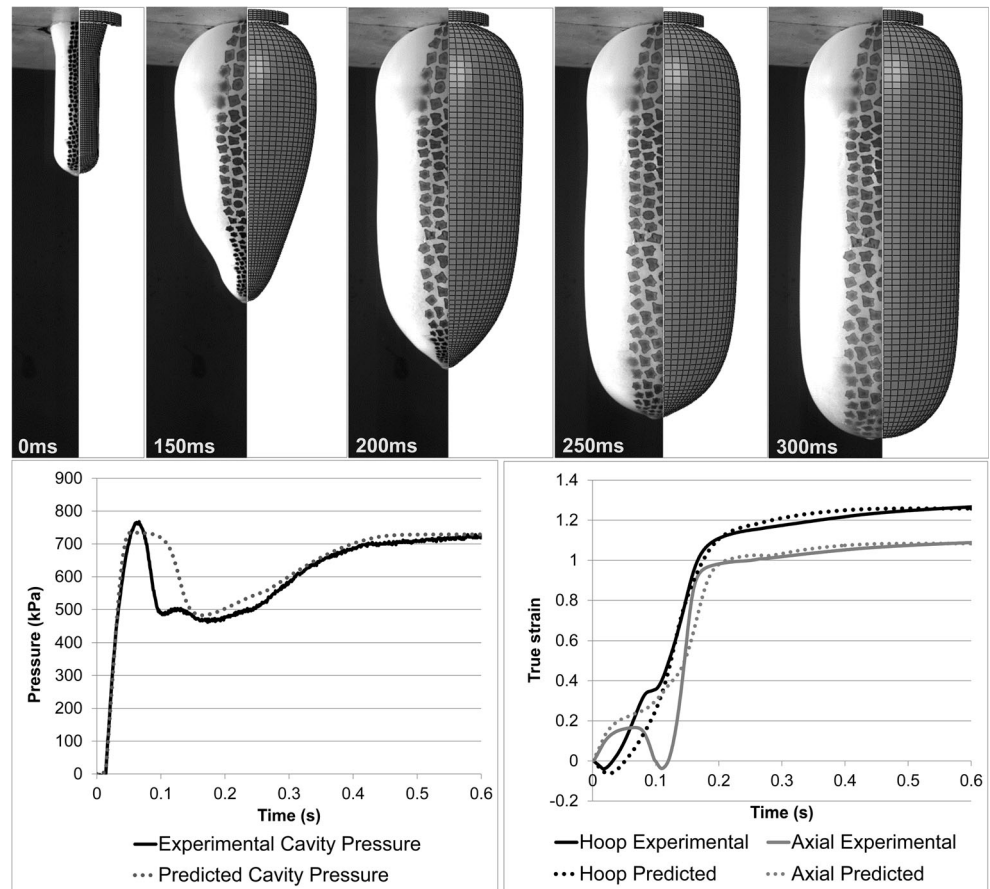 0ms
150ms
200ms
250ms
300ms
900
800
700
600
500
400
300
200
100
0
Pressure (kPa)
0 0.1 0.2 0.3 0.4 0.5 0.6
Time (s)
Experimental Cavity Pressure
Predicted Cavity Pressure
1.4
1.2
1
0.8
0.6
0.4
0.2
0
-0.2
True strain
0 0.1 0.2 0.3 0.4 0.5 0.6
Time (s)
Hoop Experimental Axial Experimental
Hoop Predicted Axial Predicted